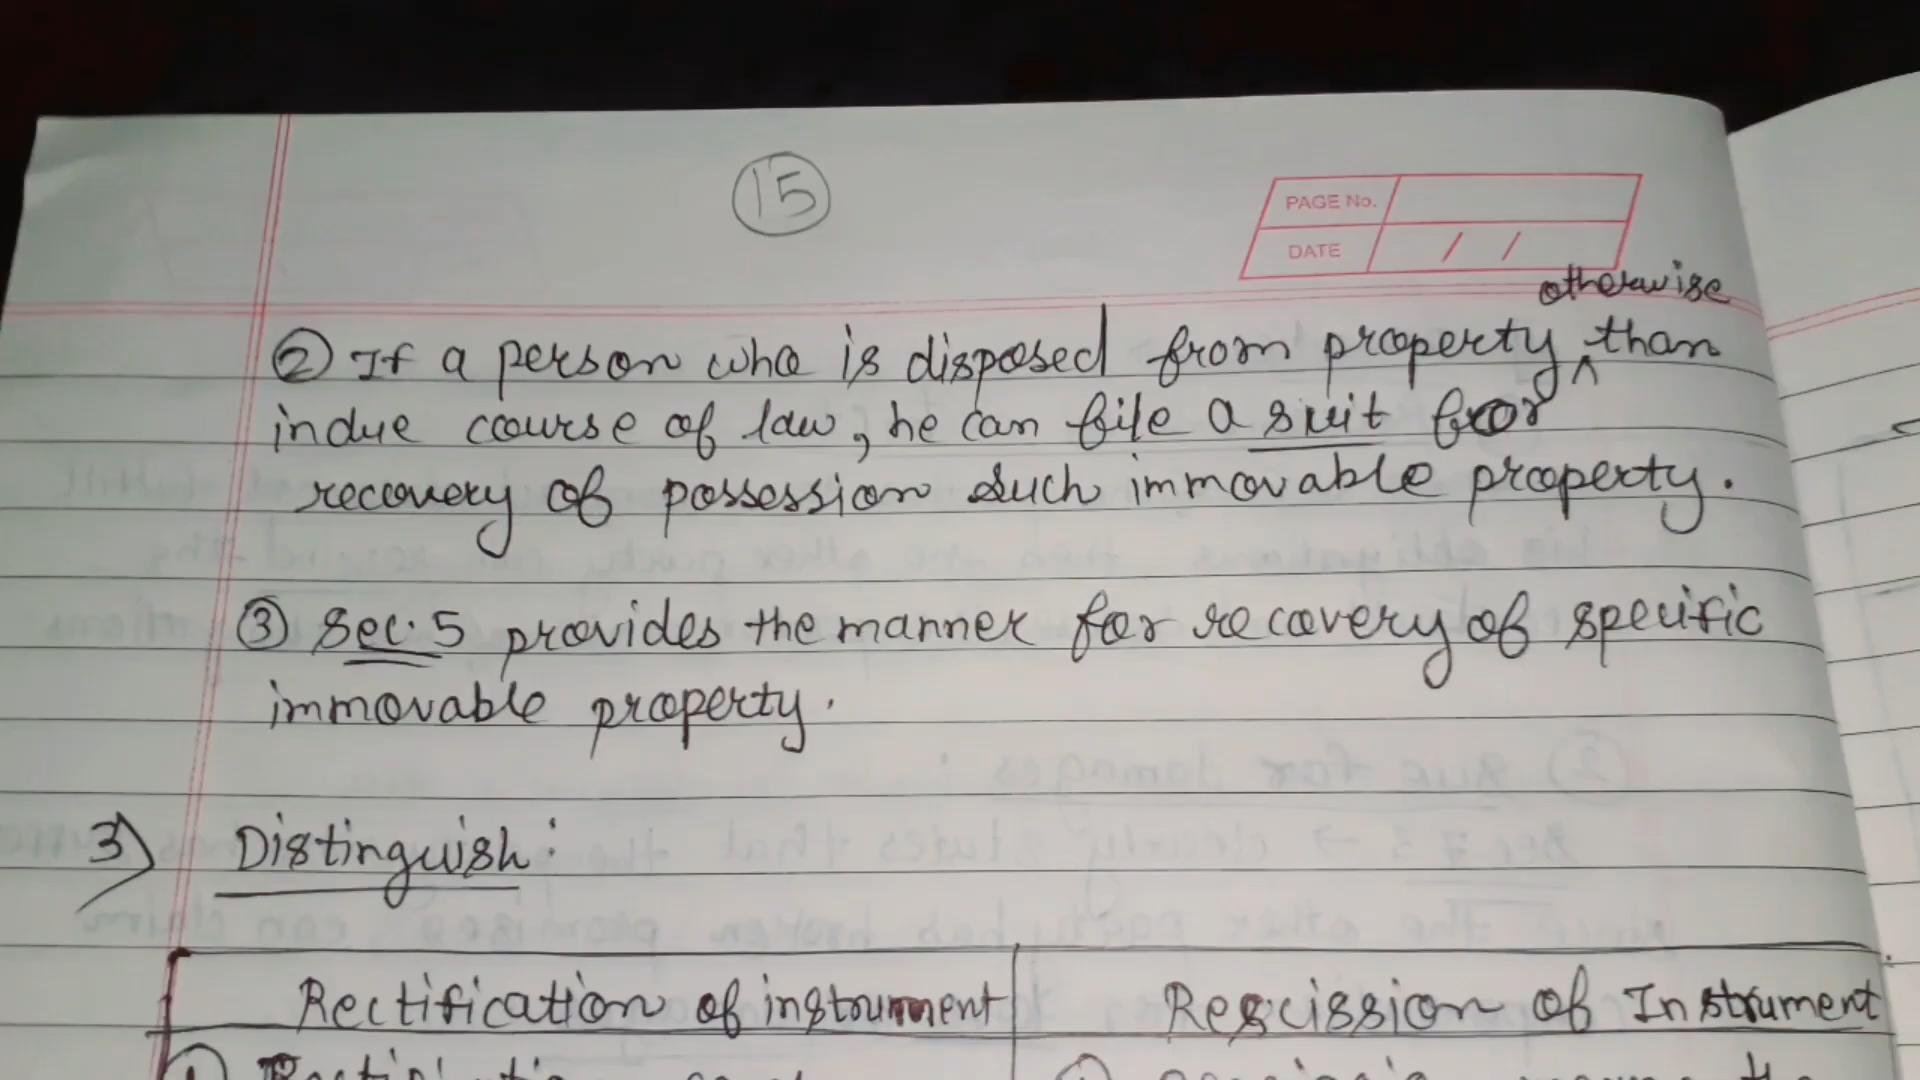 15
PAGE No.
DATE / /
otherwise
② If a person who is disposed from property ^ than
indue course of law, he can file a suit for
recovery of possession such immovable property.
③ Sec. 5 provides the manner for recovery of specific
immovable property.
3) Distinguish:
Rectification of instrument Rescission of Instrument